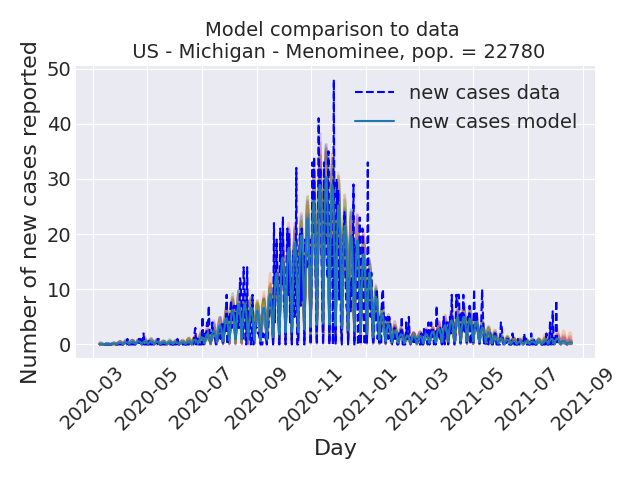 Model comparison to data
US - Michigan - Menominee, pop. = 22780
Number of new cases reported
50
40
30
20
10
0
new cases data
new cases model
2020-03
2020-05
2020-07
2020-09
2020-11
2021-01
2021-03
2021-05
2021-07
2021-09
Day